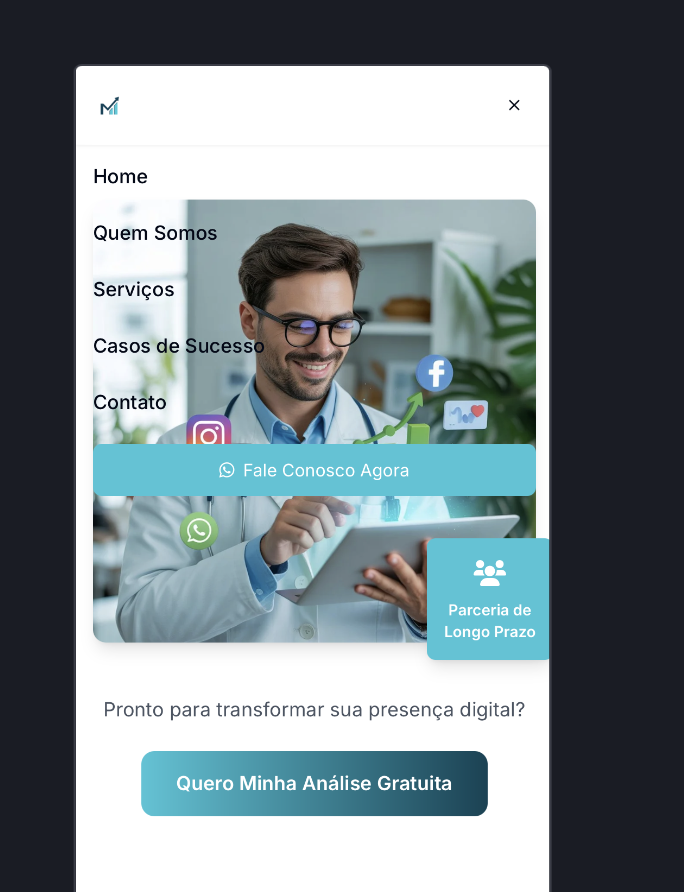 Home
Quem Somos
Serviços
Casos de Sucesso
Contato
Fale Conosco Agora
Parceria de
Longo Prazo
Pronto para transformar sua presença digital?
Quero Minha Análise Gratuita